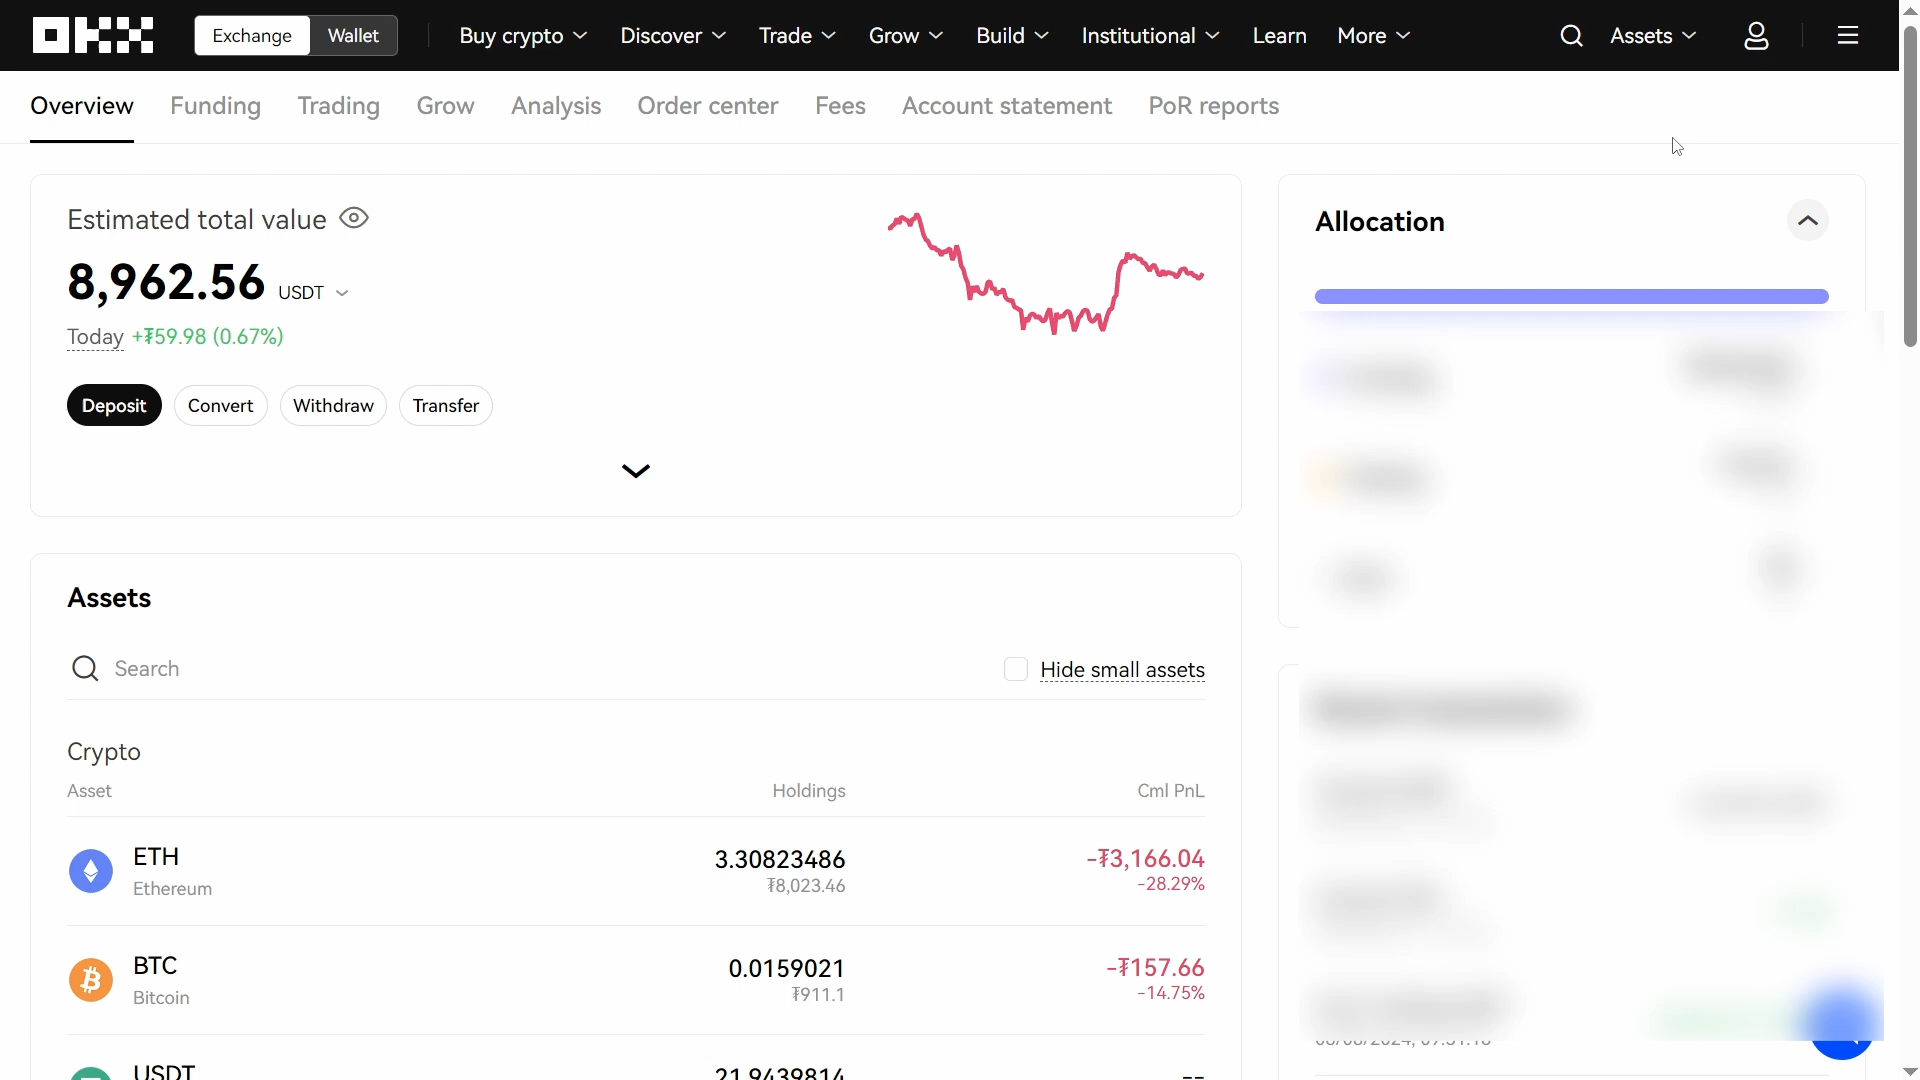 OKX Exchange Wallet Buy crypto Discover Trade Grow Build Institutional Learn More Assets
Overview Funding Trading Grow Analysis Order center Fees Account statement PoR reports
Estimated total value
8,962.56 USDT
Today +₮59.98 (0.67%)
Deposit Convert Withdraw Transfer
Allocation
Assets
Search Hide small assets
Crypto
Asset Holdings Cml PnL
ETH 3.30823486 -₮3,166.04
Ethereum ₮8,023.46 -28.29%
BTC 0.0159021 -₮157.66
Bitcoin ₮911.1 -14.75%
USDT 21.9439814 --